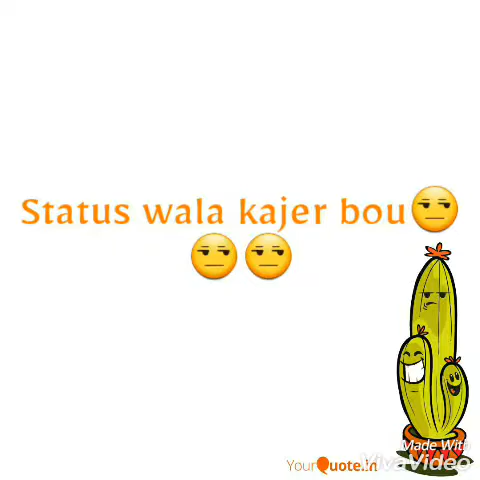 Status wala kajer bou😒
😒😒
Made With
VivaVideo
YourQuote.in